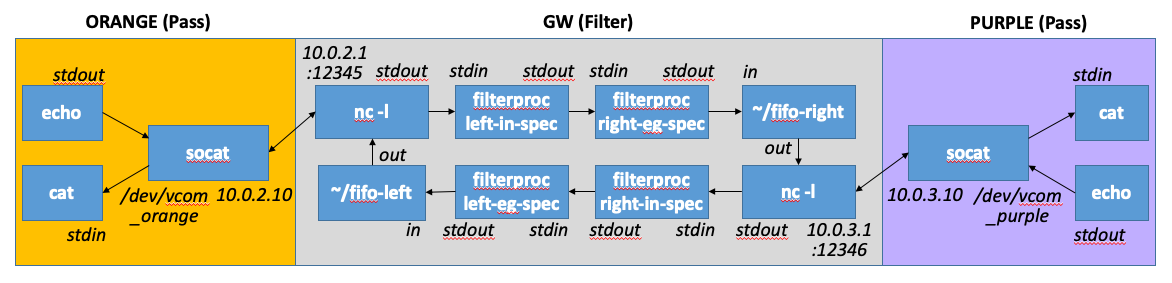 ORANGE (Pass)
GW (Filter)
PURPLE (Pass)
stdout
echo
cat
stdin
socat
/dev/vcom
_orange
10.0.2.10
10.0.2.1
:12345
stdout
stdin
stdout
stdin
stdout
in
nc -l
filterproc
left-in-spec
filterproc
right-eg-spec
~/fifo-right
out
out
~/fifo-left
filterproc
left-eg-spec
filterproc
right-in-spec
nc -l
in
stdout
stdin
stdout
stdin
stdout
10.0.3.1
:12346
stdin
cat
socat
10.0.3.10
/dev/vcom
_purple
echo
stdout